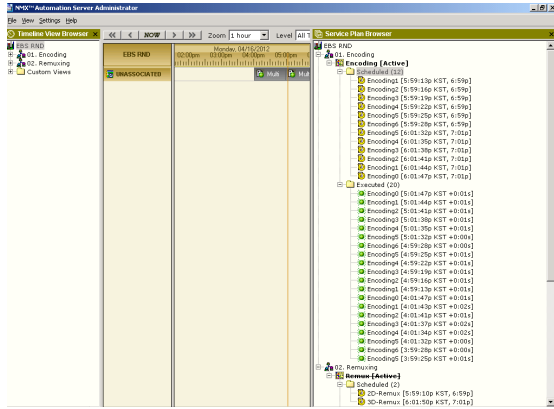 NMX™ Automation Server Administrator
File View Settings Help
Timeline View Browser
EBS RND
01. Encoding
02. Remuxing
Custom Views
NOW
Zoom 1 hour
Level All T
EBS RND
Monday, 04/16/2012
02:00pm 03:00pm 04:00pm 05:00pm
UNASSOCIATED
Multi
Mult
Service Plan Browser
EBS RND
01. Encoding
Encoding [Active]
Scheduled (12)
Encoding1 [5:59:13p KST, 6:59p]
Encoding2 [5:59:16p KST, 6:59p]
Encoding3 [5:59:19p KST, 6:59p]
Encoding4 [5:59:22p KST, 6:59p]
Encoding5 [5:59:25p KST, 6:59p]
Encoding6 [5:59:28p KST, 6:59p]
Encoding5 [6:01:32p KST, 7:01p]
Encoding4 [6:01:35p KST, 7:01p]
Encoding3 [6:01:38p KST, 7:01p]
Encoding2 [6:01:41p KST, 7:01p]
Encoding1 [6:01:44p KST, 7:01p]
Encoding0 [6:01:47p KST, 7:01p]
Executed (20)
Encoding0 [5:01:47p KST +0:01s]
Encoding1 [5:01:44p KST +0:01s]
Encoding2 [5:01:41p KST +0:01s]
Encoding3 [5:01:38p KST +0:01s]
Encoding4 [5:01:35p KST +0:01s]
Encoding5 [5:01:32p KST +0:00s]
Encoding6 [4:59:28p KST +0:00s]
Encoding5 [4:59:25p KST +0:01s]
Encoding4 [4:59:22p KST +0:01s]
Encoding3 [4:59:19p KST +0:01s]
Encoding2 [4:59:16p KST +0:01s]
Encoding1 [4:59:13p KST +0:01s]
Encoding0 [4:01:47p KST +0:01s]
Encoding1 [4:01:43p KST +0:02s]
Encoding2 [4:01:41p KST +0:01s]
Encoding3 [4:01:37p KST +0:02s]
Encoding4 [4:01:34p KST +0:02s]
Encoding5 [4:01:32p KST +0:00s]
Encoding6 [3:59:28p KST +0:01s]
Encoding5 [3:59:25p KST +0:01s]
02. Remuxing
Remux [Active]
Scheduled (2)
2D-Remux [5:59:10p KST, 6:59p]
3D-Remux [6:01:50p KST, 7:01p]